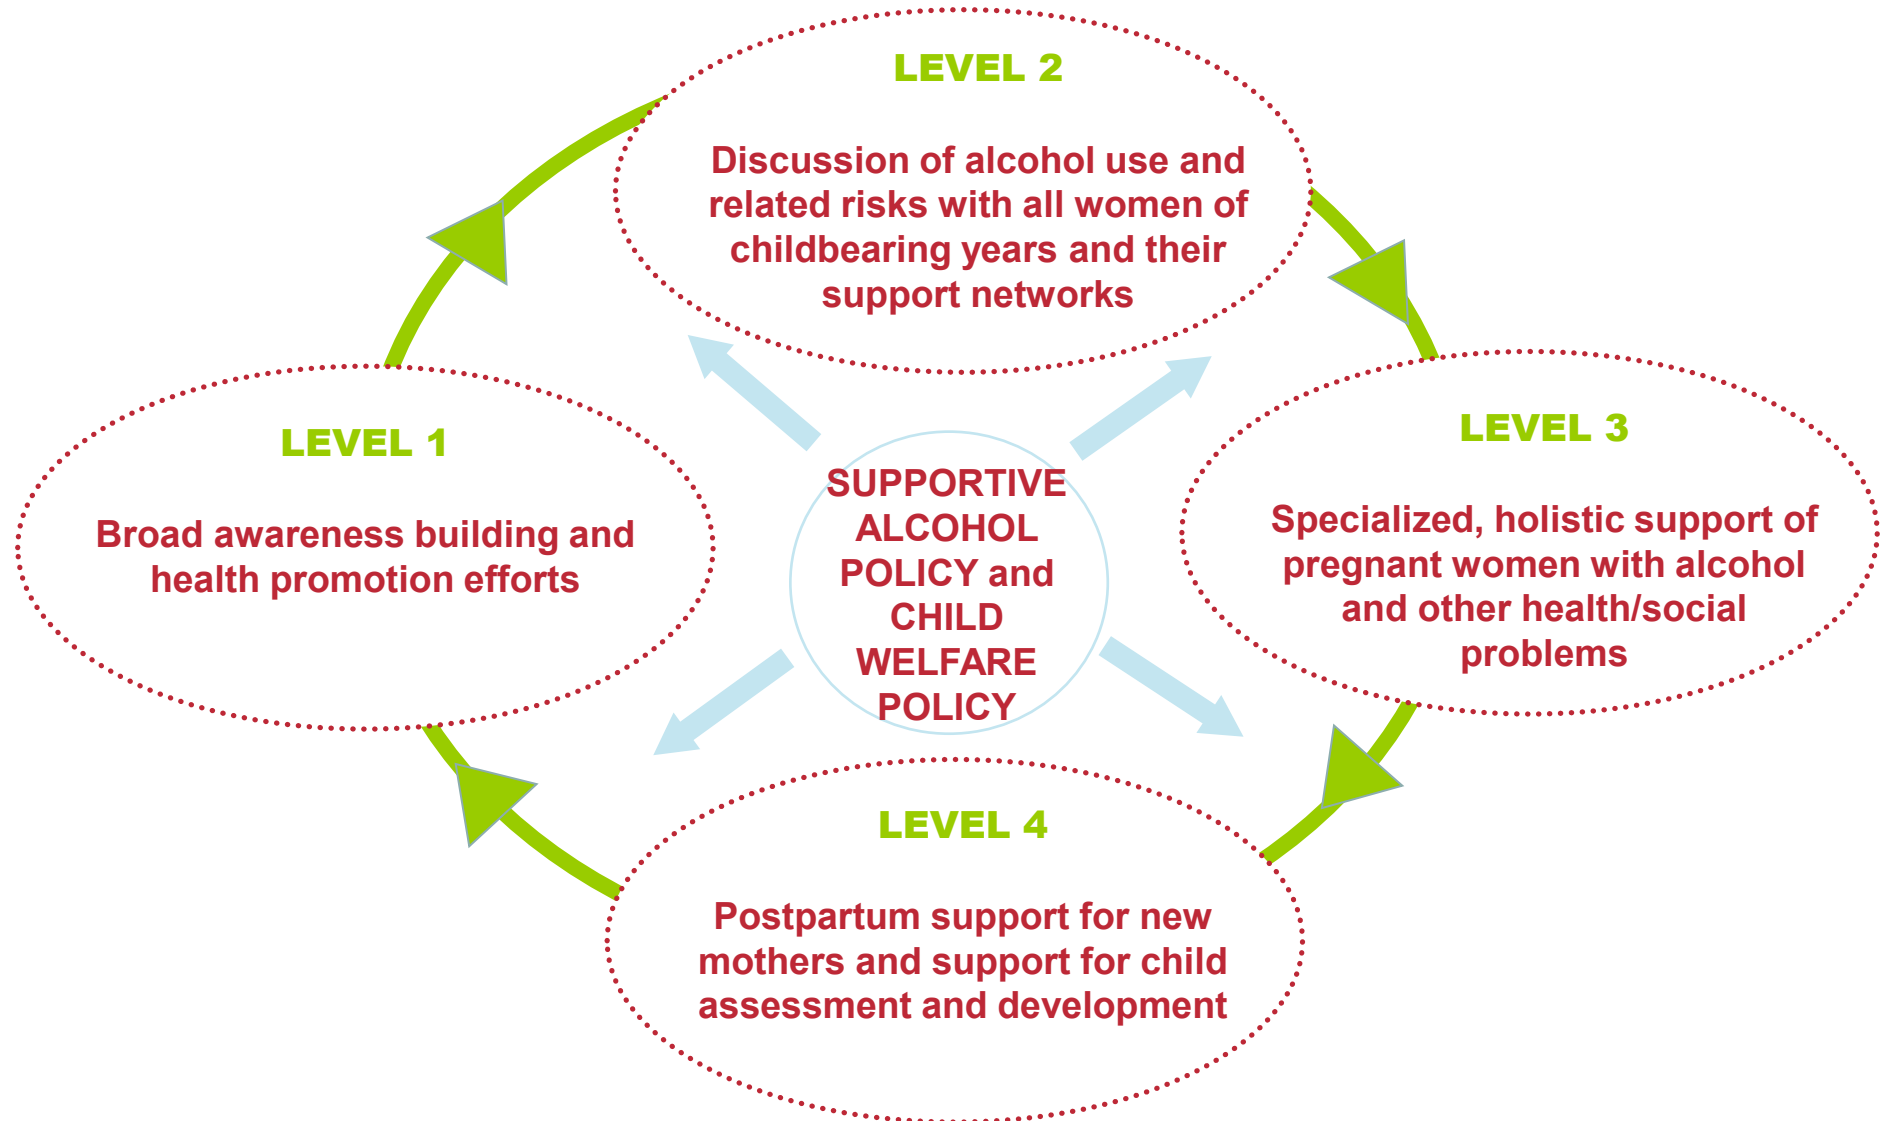 LEVEL 2
Discussion of alcohol use and
related risks with all women of
childbearing years and their
support networks
LEVEL 1
Broad awareness building and
health promotion efforts
SUPPORTIVE
ALCOHOL
POLICY and
CHILD
WELFARE
POLICY
LEVEL 3
Specialized, holistic support of
pregnant women with alcohol
and other health/social
problems
LEVEL 4
Postpartum support for new
mothers and support for child
assessment and development